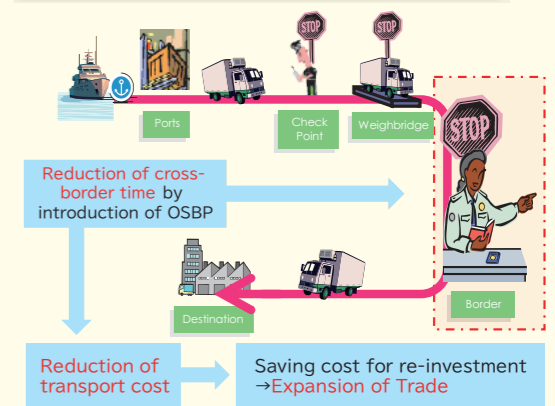 STOP
STOP
Ports
Check
Point
Weighbridge
STOP
Reduction of cross-
border time by
introduction of OSBP
Destination
Border
Reduction of
transport cost
Saving cost for re-investment
→Expansion of Trade